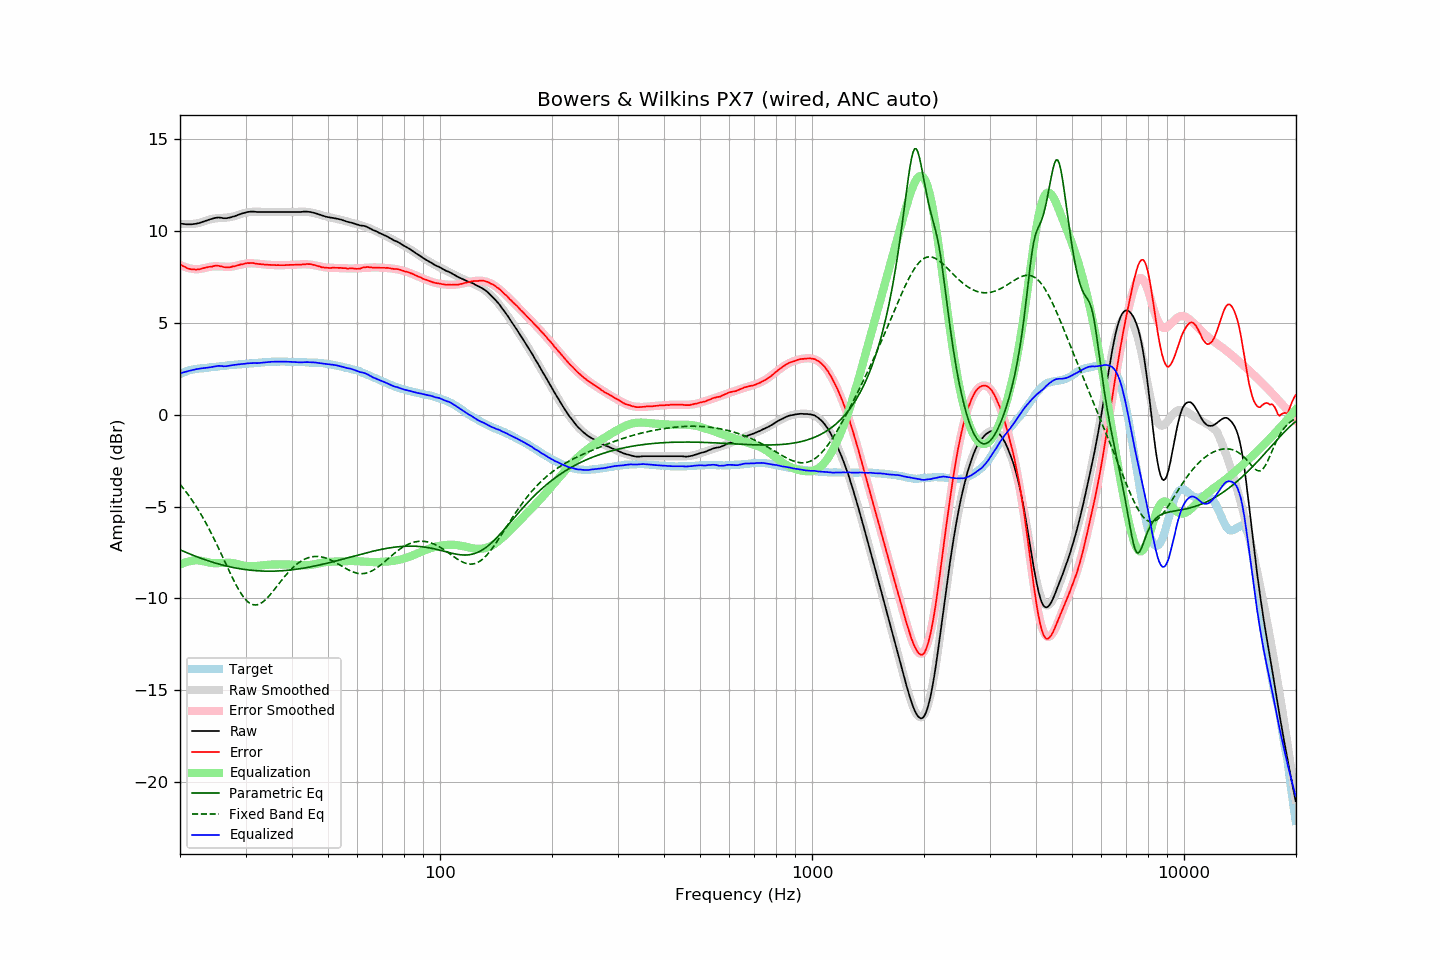 Bowers & Wilkins PX7 (wired, ANC auto)
15
10
5
0
−5
−10
−15
−20
Amplitude (dBr)
Target
Raw Smoothed
Error Smoothed
Raw
Error
Equalization
Parametric Eq
Fixed Band Eq
Equalized
100
1000
10000
Frequency (Hz)